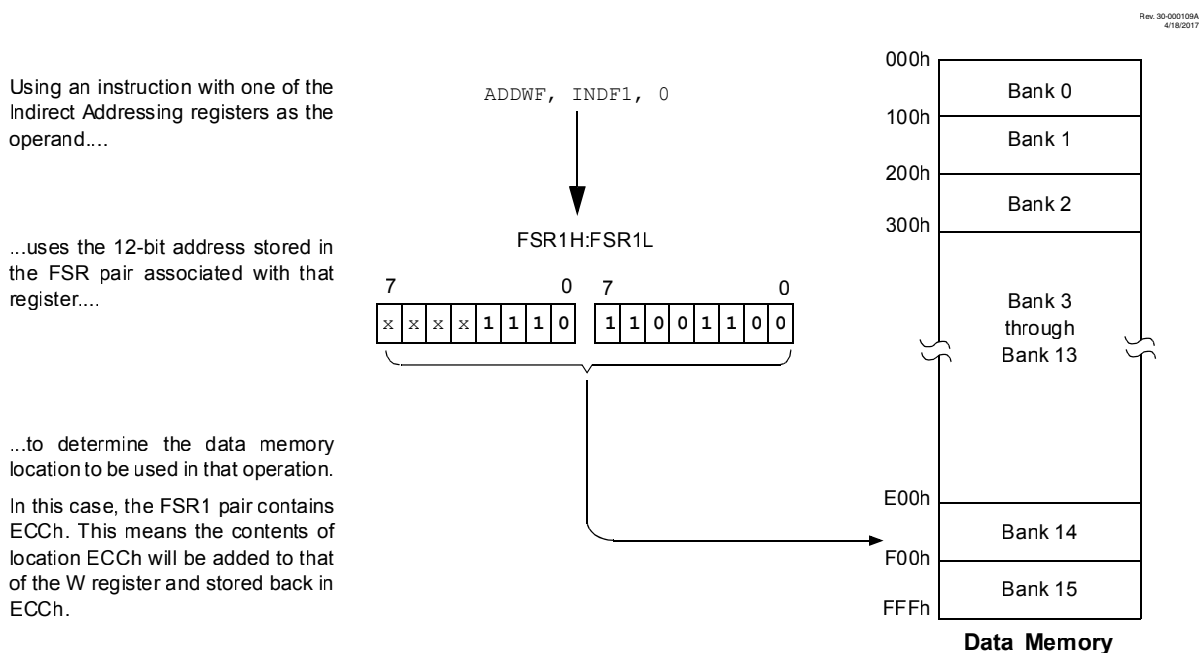 Rev. 30-000109A
4/18/2017
Using an instruction with one of the
Indirect Addressing registers as the
operand....
ADDWF, INDF1, 0
...uses the 12-bit address stored in
the FSR pair associated with that
register....
FSR1H:FSR1L
7 0 7 0
x x x x 1 1 1 0 1 1 0 0 1 1 0 0
...to determine the data memory
location to be used in that operation.
In this case, the FSR1 pair contains
ECCh. This means the contents of
location ECCh will be added to that
of the W register and stored back in
ECCh.
000h
Bank 0
100h
Bank 1
200h
Bank 2
300h
Bank 3
through
Bank 13
E00h
Bank 14
F00h
Bank 15
FFFh
Data Memory